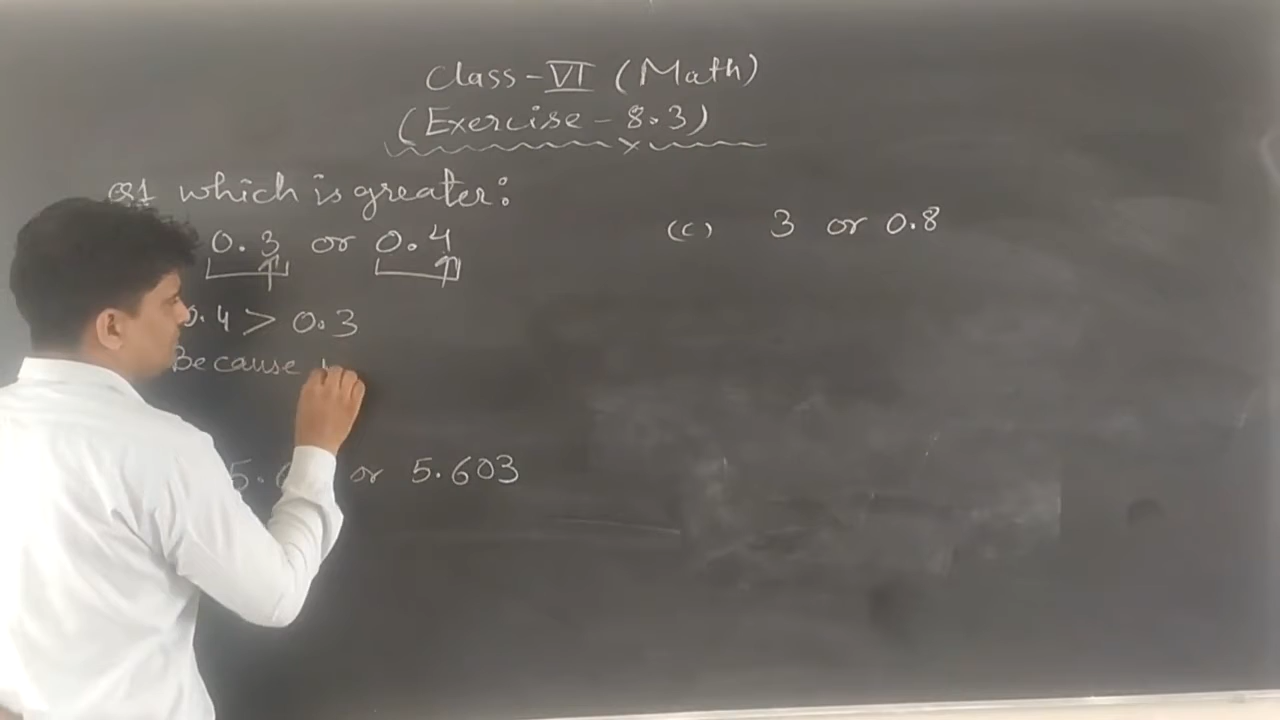 Class-VI (Math)
(Exercise - 8.3)
Q1 which is greater:
0.3 or 0.4
0.4 > 0.3
Because
or 5.603
(c) 3 or 0.8